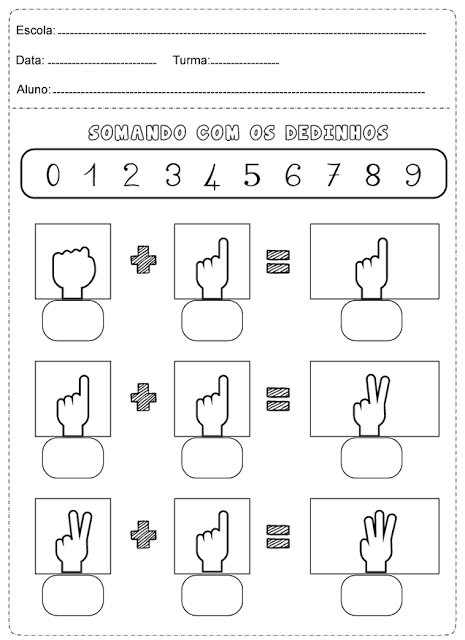 Escola:
Data: Turma:
Aluno:
SOMANDO COM OS DEDINHOS
0 1 2 3 4 5 6 7 8 9
+ =
+ =
+ =